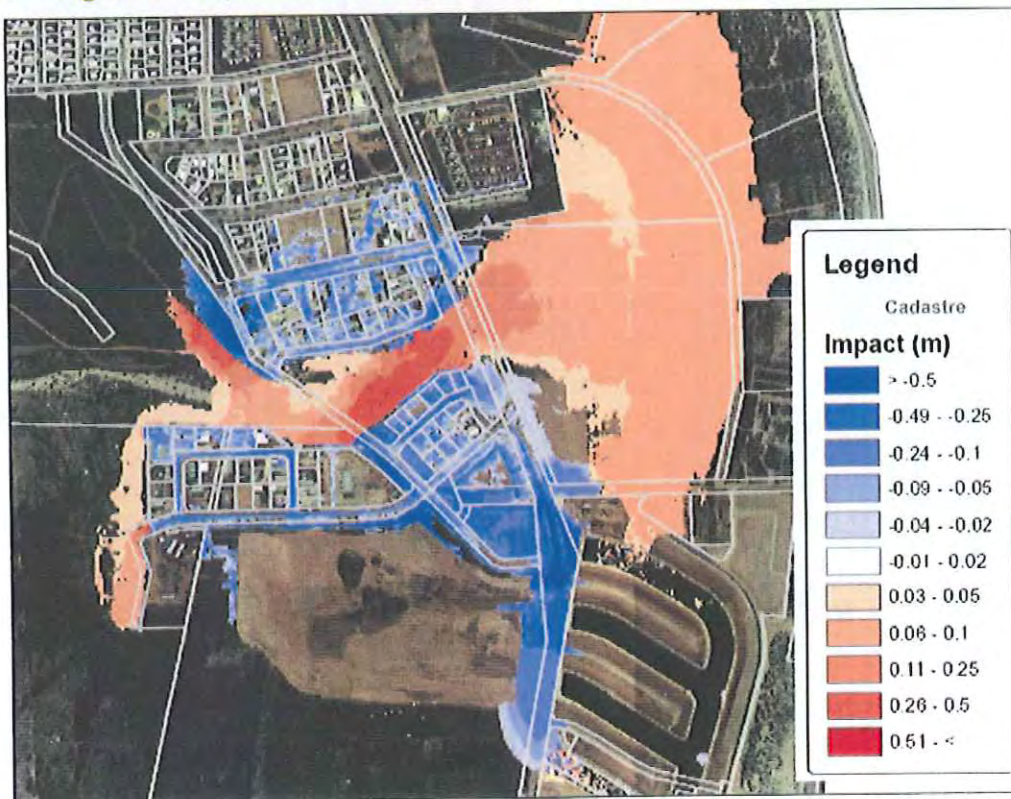 Legend
Cadastre
Impact (m)
> -0.5
-0.49 - -0.25
-0.24 - -0.1
-0.09 - -0.05
-0.04 - -0.02
-0.01 - 0.02
0.03 - 0.05
0.06 - 0.1
0.11 - 0.25
0.26 - 0.5
0.51 - <